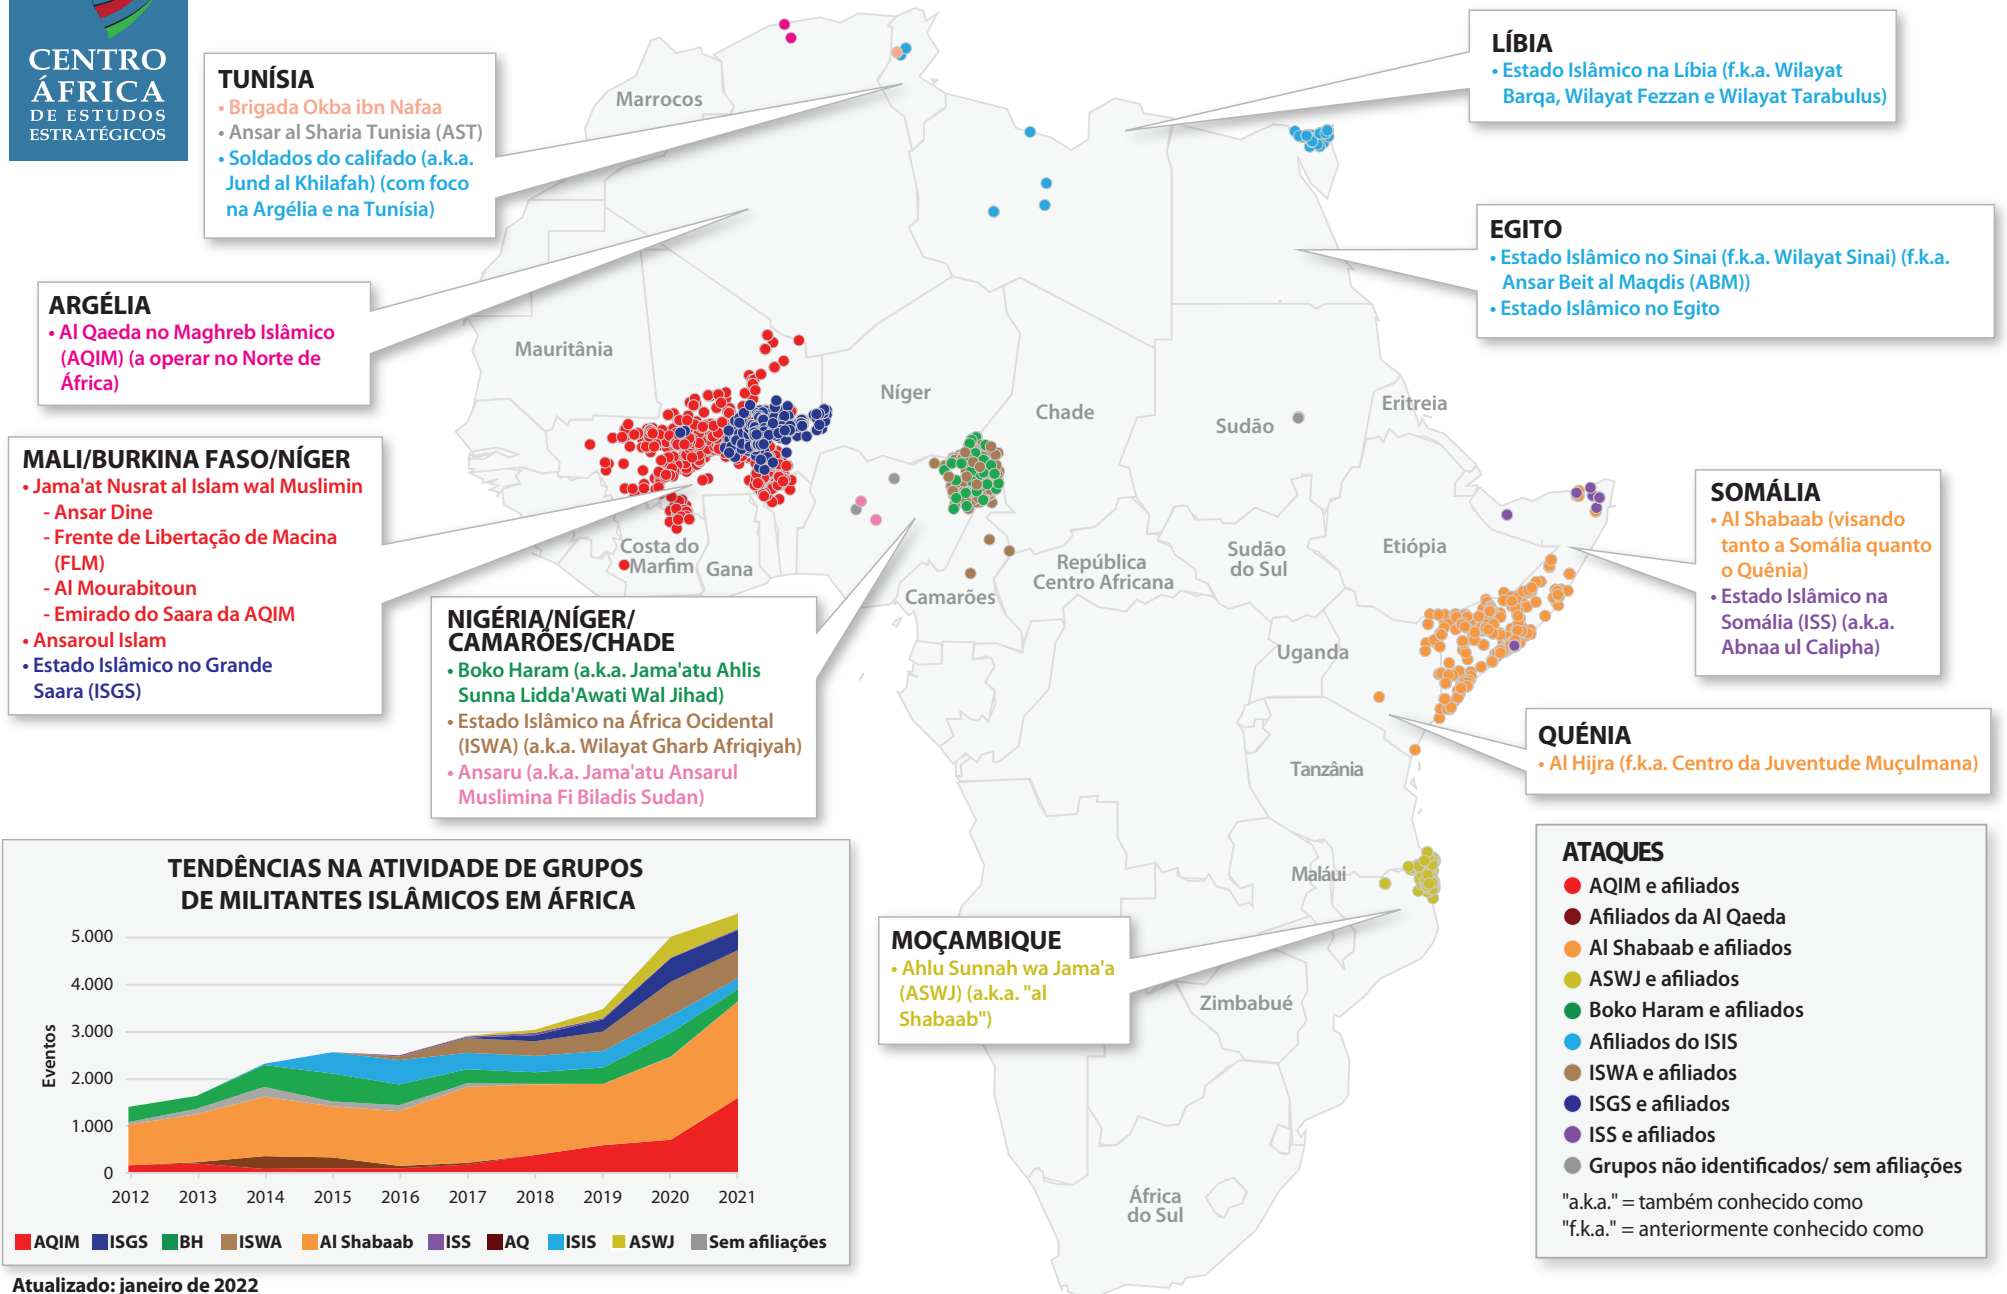 CENTRO
ÁFRICA
DE ESTUDOS
ESTRATÉGICOS
TUNÍSIA
• Brigada Okba ibn Nafaa
• Ansar al Sharia Tunisia (AST)
• Soldados do califado (a.k.a.
Jund al Khilafah) (com foco
na Argélia e na Tunísia)
LÍBIA
• Estado Islâmico na Líbia (f.k.a. Wilayat
Barqa, Wilayat Fezzan e Wilayat Tarabulus)
EGITO
• Estado Islâmico no Sinai (f.k.a. Wilayat Sinai) (f.k.a.
Ansar Beit al Maqdis (ABM))
• Estado Islâmico no Egito
ARGÉLIA
• Al Qaeda no Maghreb Islâmico
(AQIM) (a operar no Norte de
África)
MALI/BURKINA FASO/NÍGER
• Jama'at Nusrat al Islam wal Muslimin
- Ansar Dine
- Frente de Libertação de Macina
(FLM)
- Al Mourabitoun
- Emirado do Saara da AQIM
• Ansaroul Islam
• Estado Islâmico no Grande
Saara (ISGS)
NIGÉRIA/NÍGER/
CAMARÕES/CHADE
• Boko Haram (a.k.a. Jama'atu Ahlis
Sunna Lidda'Awati Wal Jihad)
• Estado Islâmico na África Ocidental
(ISWA) (a.k.a. Wilayat Gharb Afriqiyah)
• Ansaru (a.k.a. Jama'atu Ansarul
Muslimina Fi Biladis Sudan)
SOMÁLIA
• Al Shabaab (visando
tanto a Somália quanto
o Quênia)
• Estado Islâmico na
Somália (ISS) (a.k.a.
Abnaa ul Calipha)
QUÉNIA
• Al Hijra (f.k.a. Centro da Juventude Muçulmana)
MOÇAMBIQUE
• Ahlu Sunnah wa Jama'a
(ASWJ) (a.k.a. "al
Shabaab")
Marrocos
Mauritânia
Níger
Chade
Sudão
Eritreia
Costa do
Marfim
Gana
Camarões
República
Centro Africana
Sudão
do Sul
Etiópia
Uganda
Tanzânia
Maláui
Zimbabué
África
do Sul
TENDÊNCIAS NA ATIVIDADE DE GRUPOS
DE MILITANTES ISLÂMICOS EM ÁFRICA
Eventos
5.000
4.000
3.000
2.000
1.000
0
2012 2013 2014 2015 2016 2017 2018 2019 2020 2021
AQIM ISGS BH ISWA Al Shabaab ISS AQ ISIS ASWJ Sem afiliações
Atualizado: janeiro de 2022
ATAQUES
AQIM e afiliados
Afiliados da Al Qaeda
Al Shabaab e afiliados
ASWJ e afiliados
Boko Haram e afiliados
Afiliados do ISIS
ISWA e afiliados
ISGS e afiliados
ISS e afiliados
Grupos não identificados/ sem afiliações
"a.k.a." = também conhecido como
"f.k.a." = anteriormente conhecido como